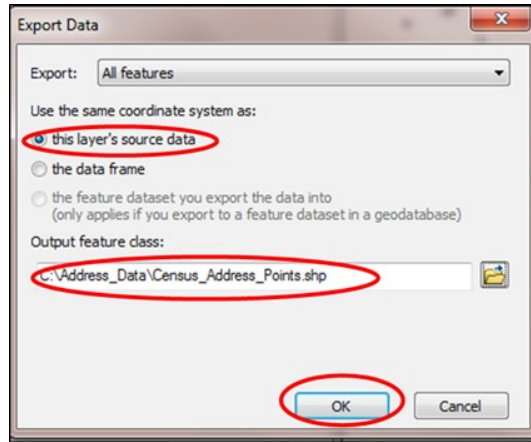 Export Data
Export: All features
Use the same coordinate system as:
this layer's source data
the data frame
the feature dataset you export the data into
(only applies if you export to a feature dataset in a geodatabase)
Output feature class:
C:\Address_Data\Census_Address_Points.shp
OK Cancel